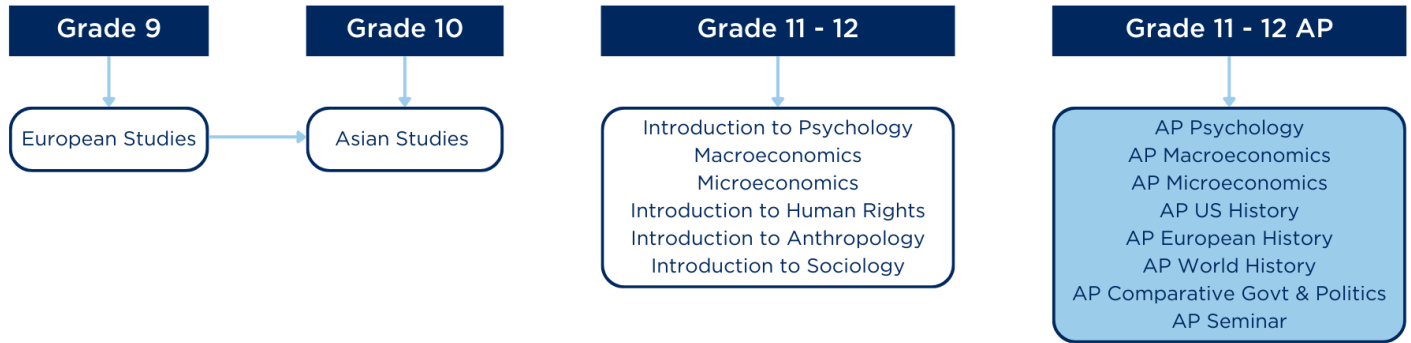 Grade 9
European Studies
Grade 10
Asian Studies
Grade 11 - 12
Introduction to Psychology
Macroeconomics
Microeconomics
Introduction to Human Rights
Introduction to Anthropology
Introduction to Sociology
Grade 11 - 12 AP
AP Psychology
AP Macroeconomics
AP Microeconomics
AP US History
AP European History
AP World History
AP Comparative Govt & Politics
AP Seminar